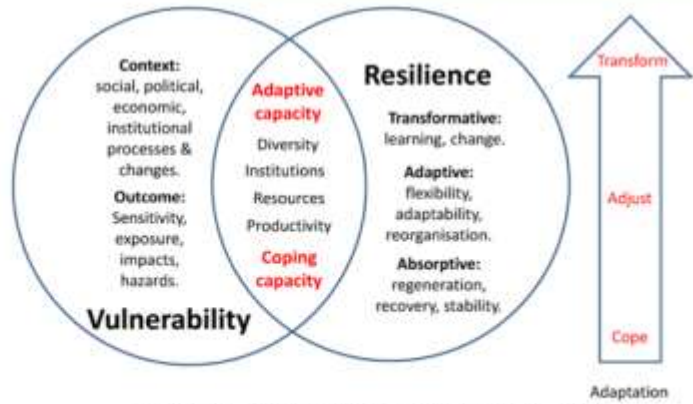 Context:
social, political,
economic,
institutional
processes &
changes.
Outcome:
Sensitivity,
exposure,
impacts,
hazards.
Vulnerability
Adaptive
capacity
Diversity
Institutions
Resources
Productivity
Coping
capacity
Resilience
Transformative:
learning, change.
Adaptive:
flexibility,
adaptability,
reorganisation.
Absorptive:
regeneration,
recovery, stability.
Transform
Adjust
Cope
Adaptation